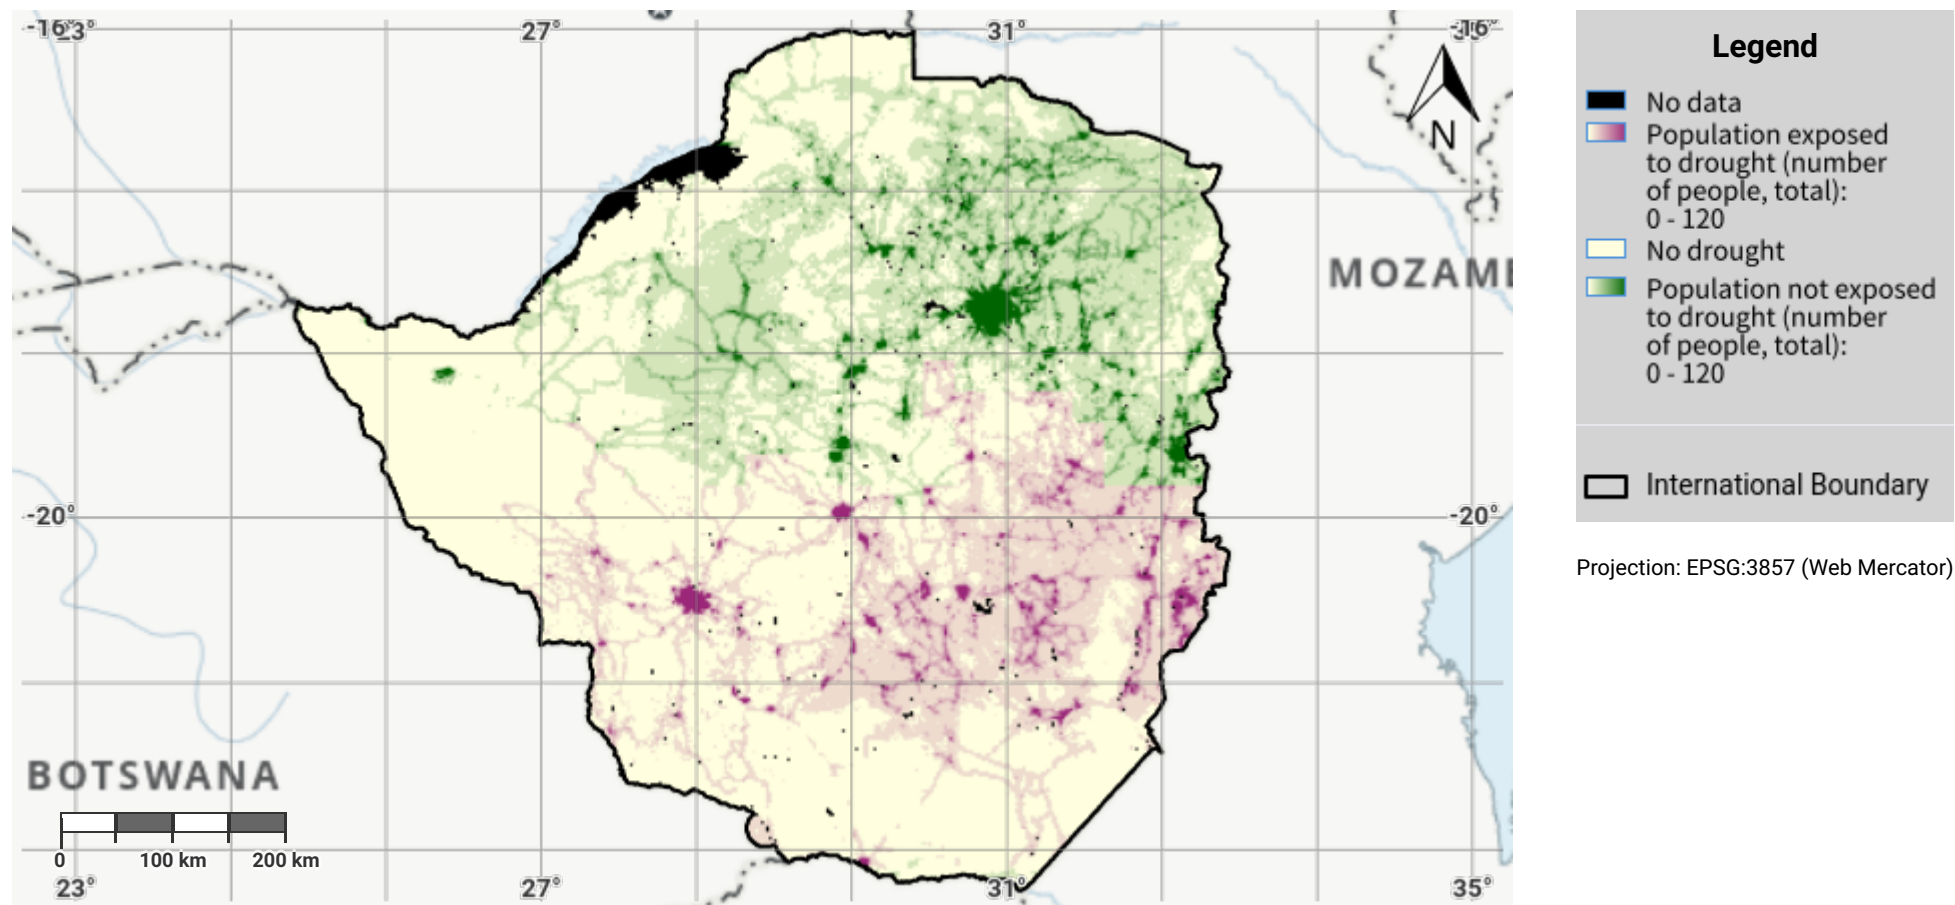 -16°
23°
27°
31°
35°
-16°
N
MOZAMB
-20°
-20°
BOTSWANA
0
100 km
200 km
23°
27°
31°
35°
Legend
No data
Population exposed
to drought (number
of people, total):
0 - 120
No drought
Population not exposed
to drought (number
of people, total):
0 - 120
International Boundary
Projection: EPSG:3857 (Web Mercator)